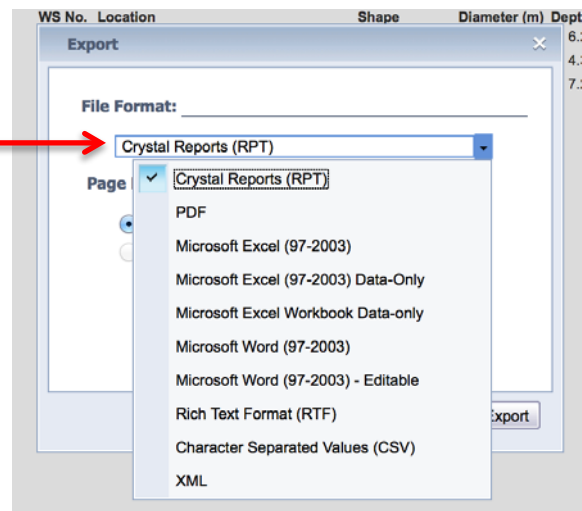 WS No. Location Shape Diameter (m) Dept
Export
File Format:
Crystal Reports (RPT)
Page
Crystal Reports (RPT)
PDF
Microsoft Excel (97-2003)
Microsoft Excel (97-2003) Data-Only
Microsoft Excel Workbook Data-only
Microsoft Word (97-2003)
Microsoft Word (97-2003) - Editable
Rich Text Format (RTF)
Character Separated Values (CSV)
XML